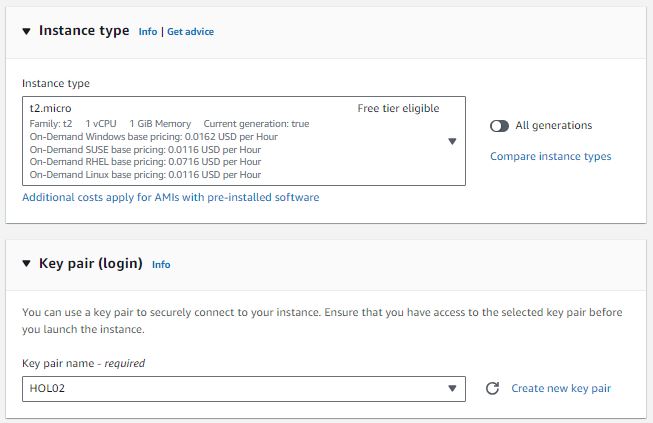 Instance type Info | Get advice
Instance type
t2.micro Free tier eligible
Family: t2 1 vCPU 1 GiB Memory Current generation: true
On-Demand Windows base pricing: 0.0162 USD per Hour
On-Demand SUSE base pricing: 0.0116 USD per Hour
On-Demand RHEL base pricing: 0.0716 USD per Hour
On-Demand Linux base pricing: 0.0116 USD per Hour
All generations
Compare instance types
Additional costs apply for AMIs with pre-installed software
Key pair (login) Info
You can use a key pair to securely connect to your instance. Ensure that you have access to the selected key pair before
you launch the instance.
Key pair name - required
HOL02
Create new key pair